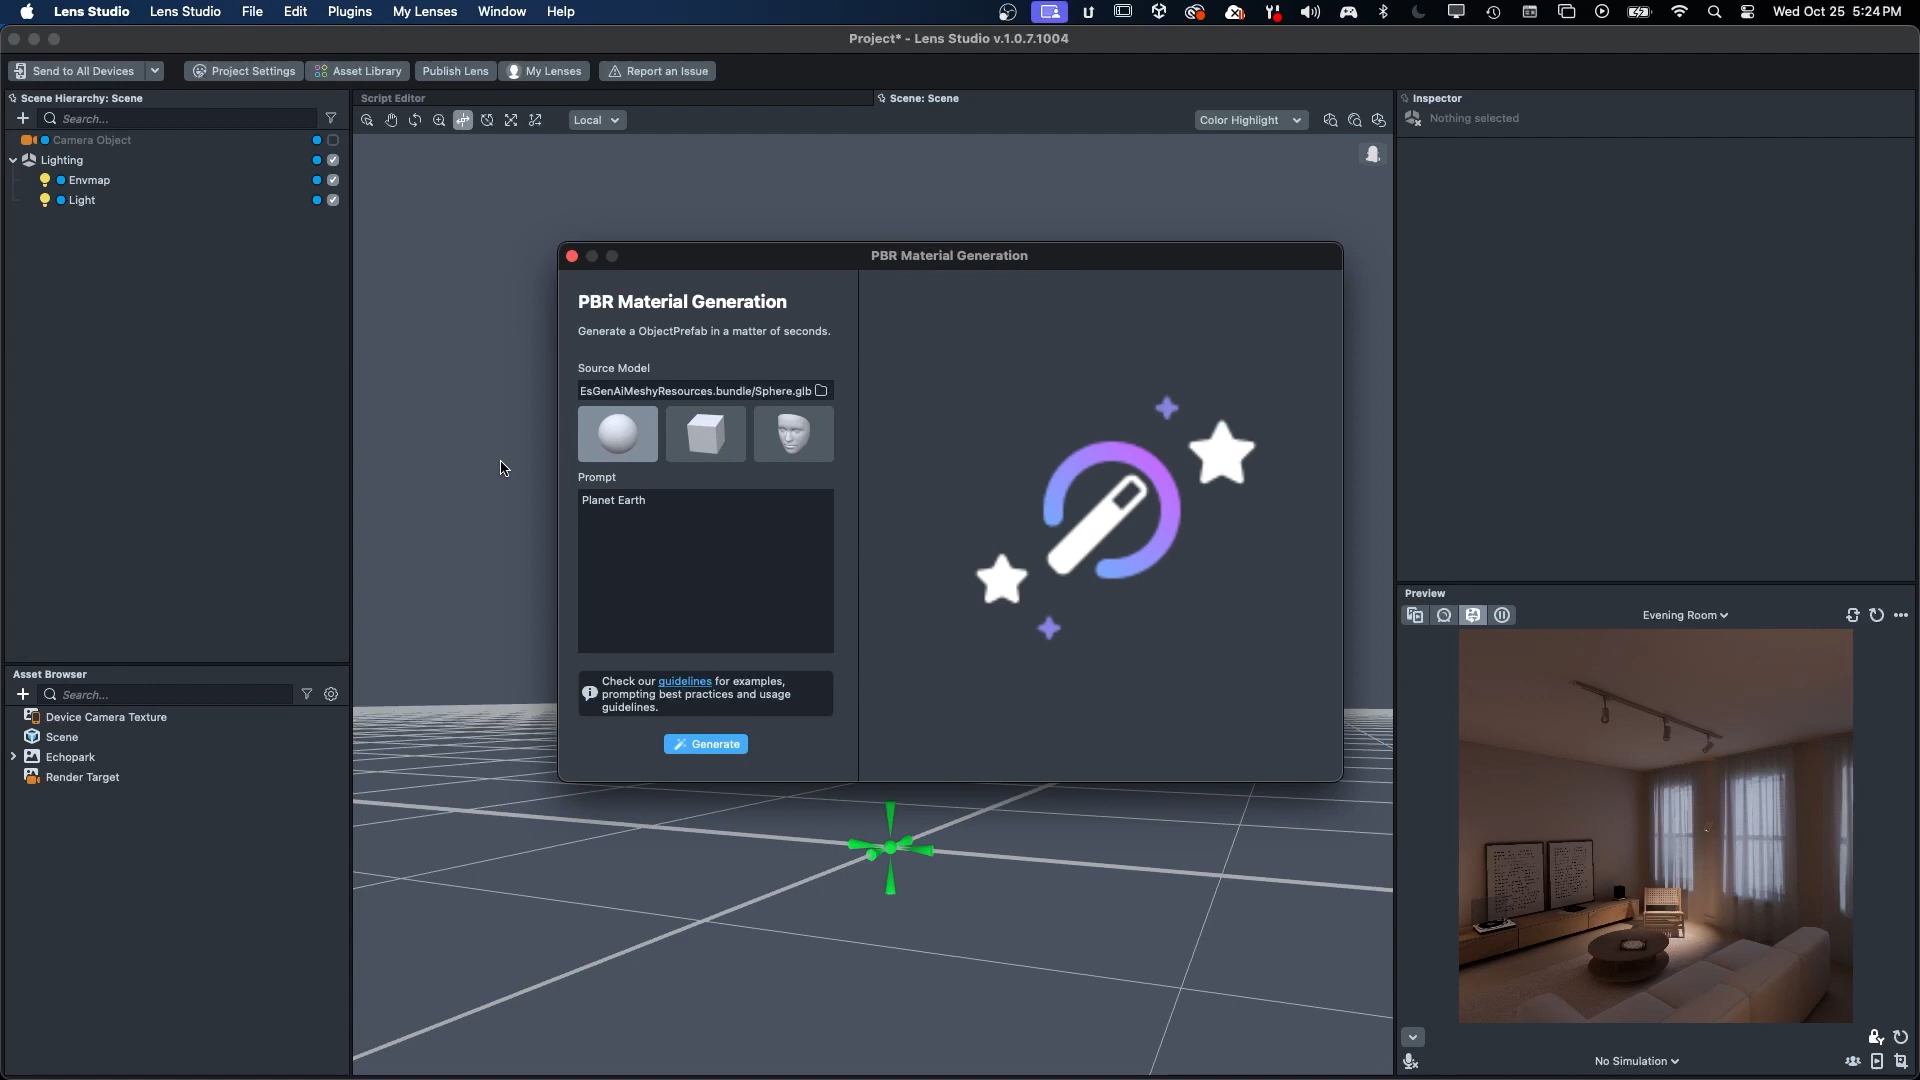 Lens Studio Lens Studio File Edit Plugins My Lenses Window Help Wed Oct 25 5:24 PM
Project* - Lens Studio v.1.0.7.1004
Send to All Devices Project Settings Asset Library Publish Lens My Lenses Report an Issue
Scene Hierarchy: Scene
Search...
Camera Object
Lighting
Envmap
Light
Script Editor
Scene: Scene
Local
Color Highlight
Inspector
Nothing selected
PBR Material Generation
PBR Material Generation
Generate a ObjectPrefab in a matter of seconds.
Source Model
EsGenAiMeshyResources.bundle/Sphere.glb
Prompt
Planet Earth
Check our guidelines for examples,
prompting best practices and usage
guidelines.
Generate
Asset Browser
Search...
Device Camera Texture
Scene
Echopark
Render Target
Preview
Evening Room
No Simulation